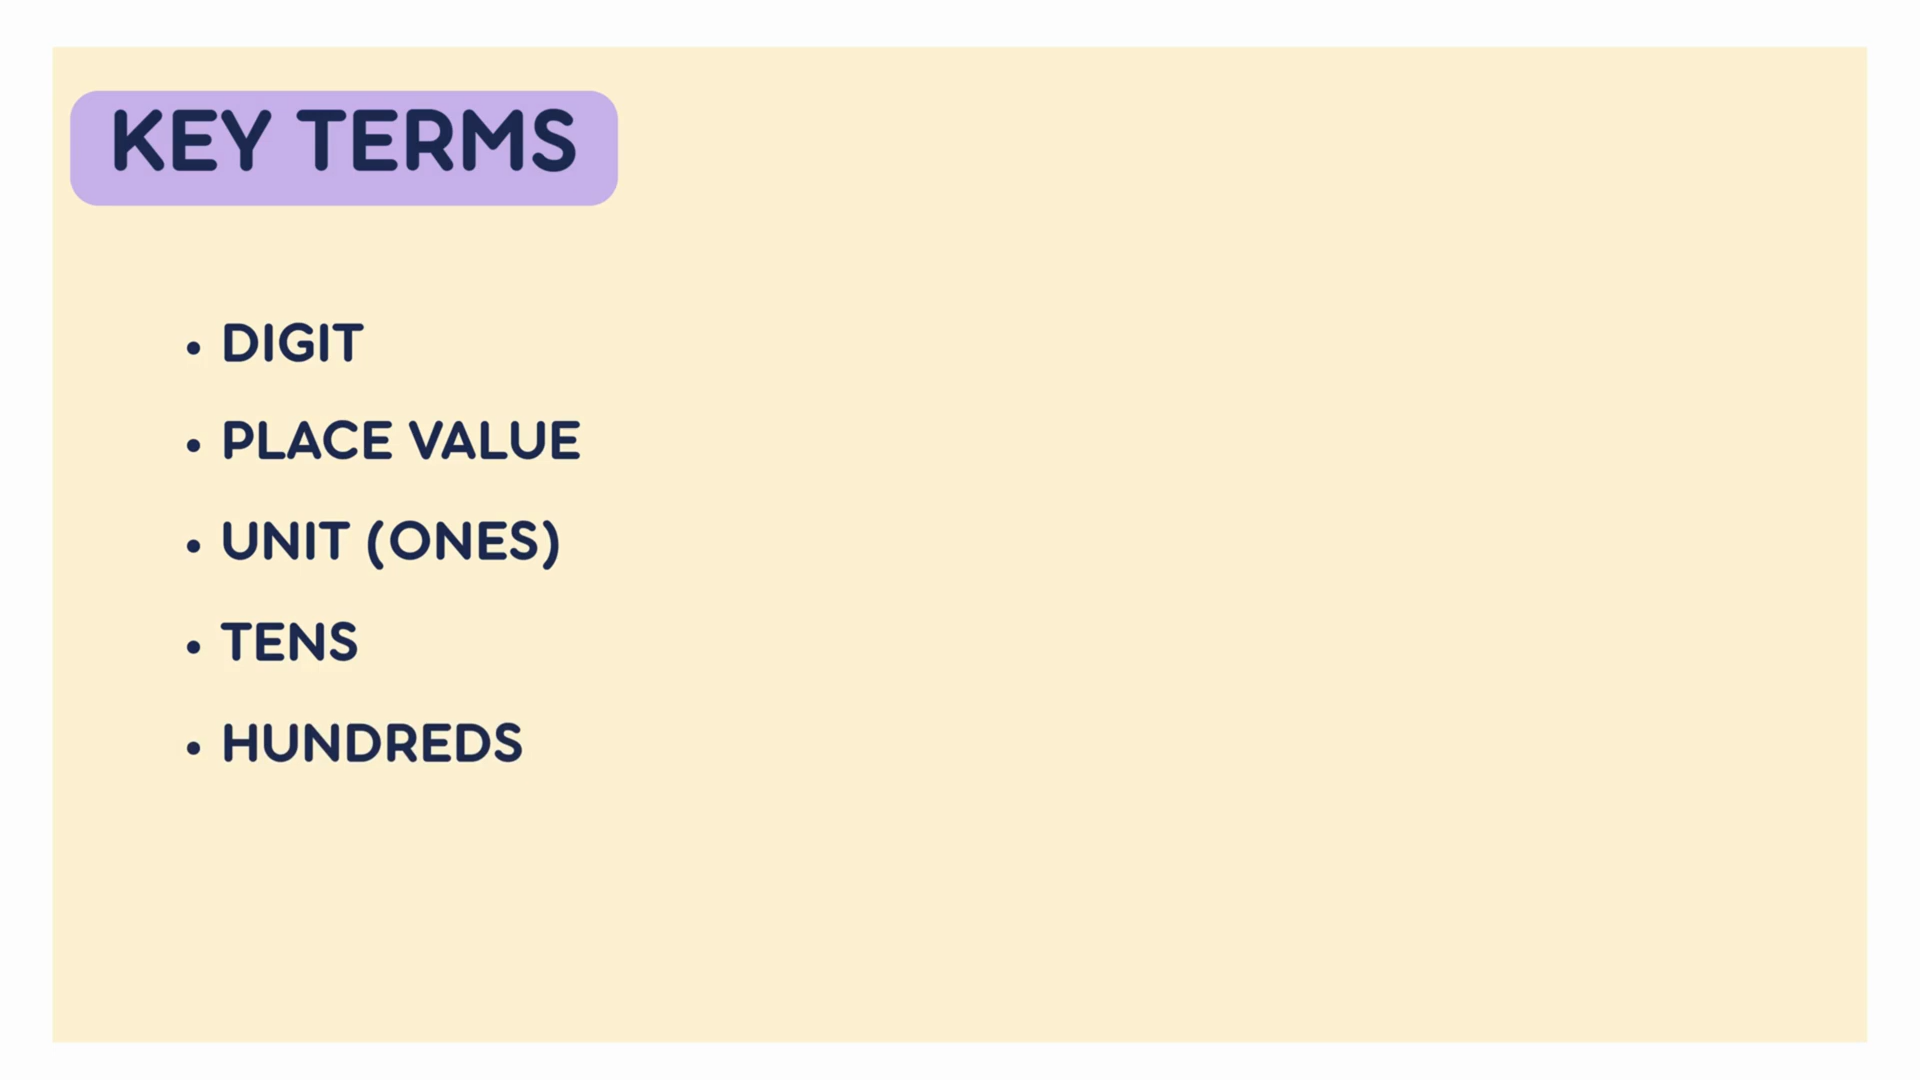 KEY TERMS
• DIGIT
• PLACE VALUE
• UNIT (ONES)
• TENS
• HUNDREDS